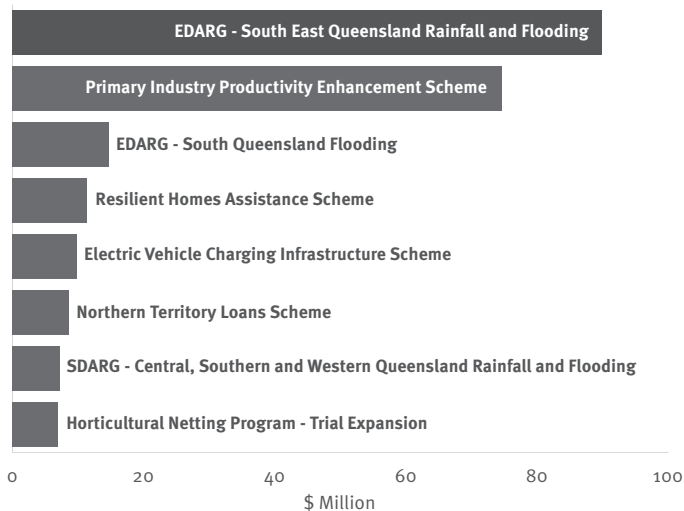 EDARG - South East Queensland Rainfall and Flooding
Primary Industry Productivity Enhancement Scheme
EDARG - South Queensland Flooding
Resilient Homes Assistance Scheme
Electric Vehicle Charging Infrastructure Scheme
Northern Territory Loans Scheme
SDARG - Central, Southern and Western Queensland Rainfall and Flooding
Horticultural Netting Program - Trial Expansion
0 20 40 60 80 100
$ Million